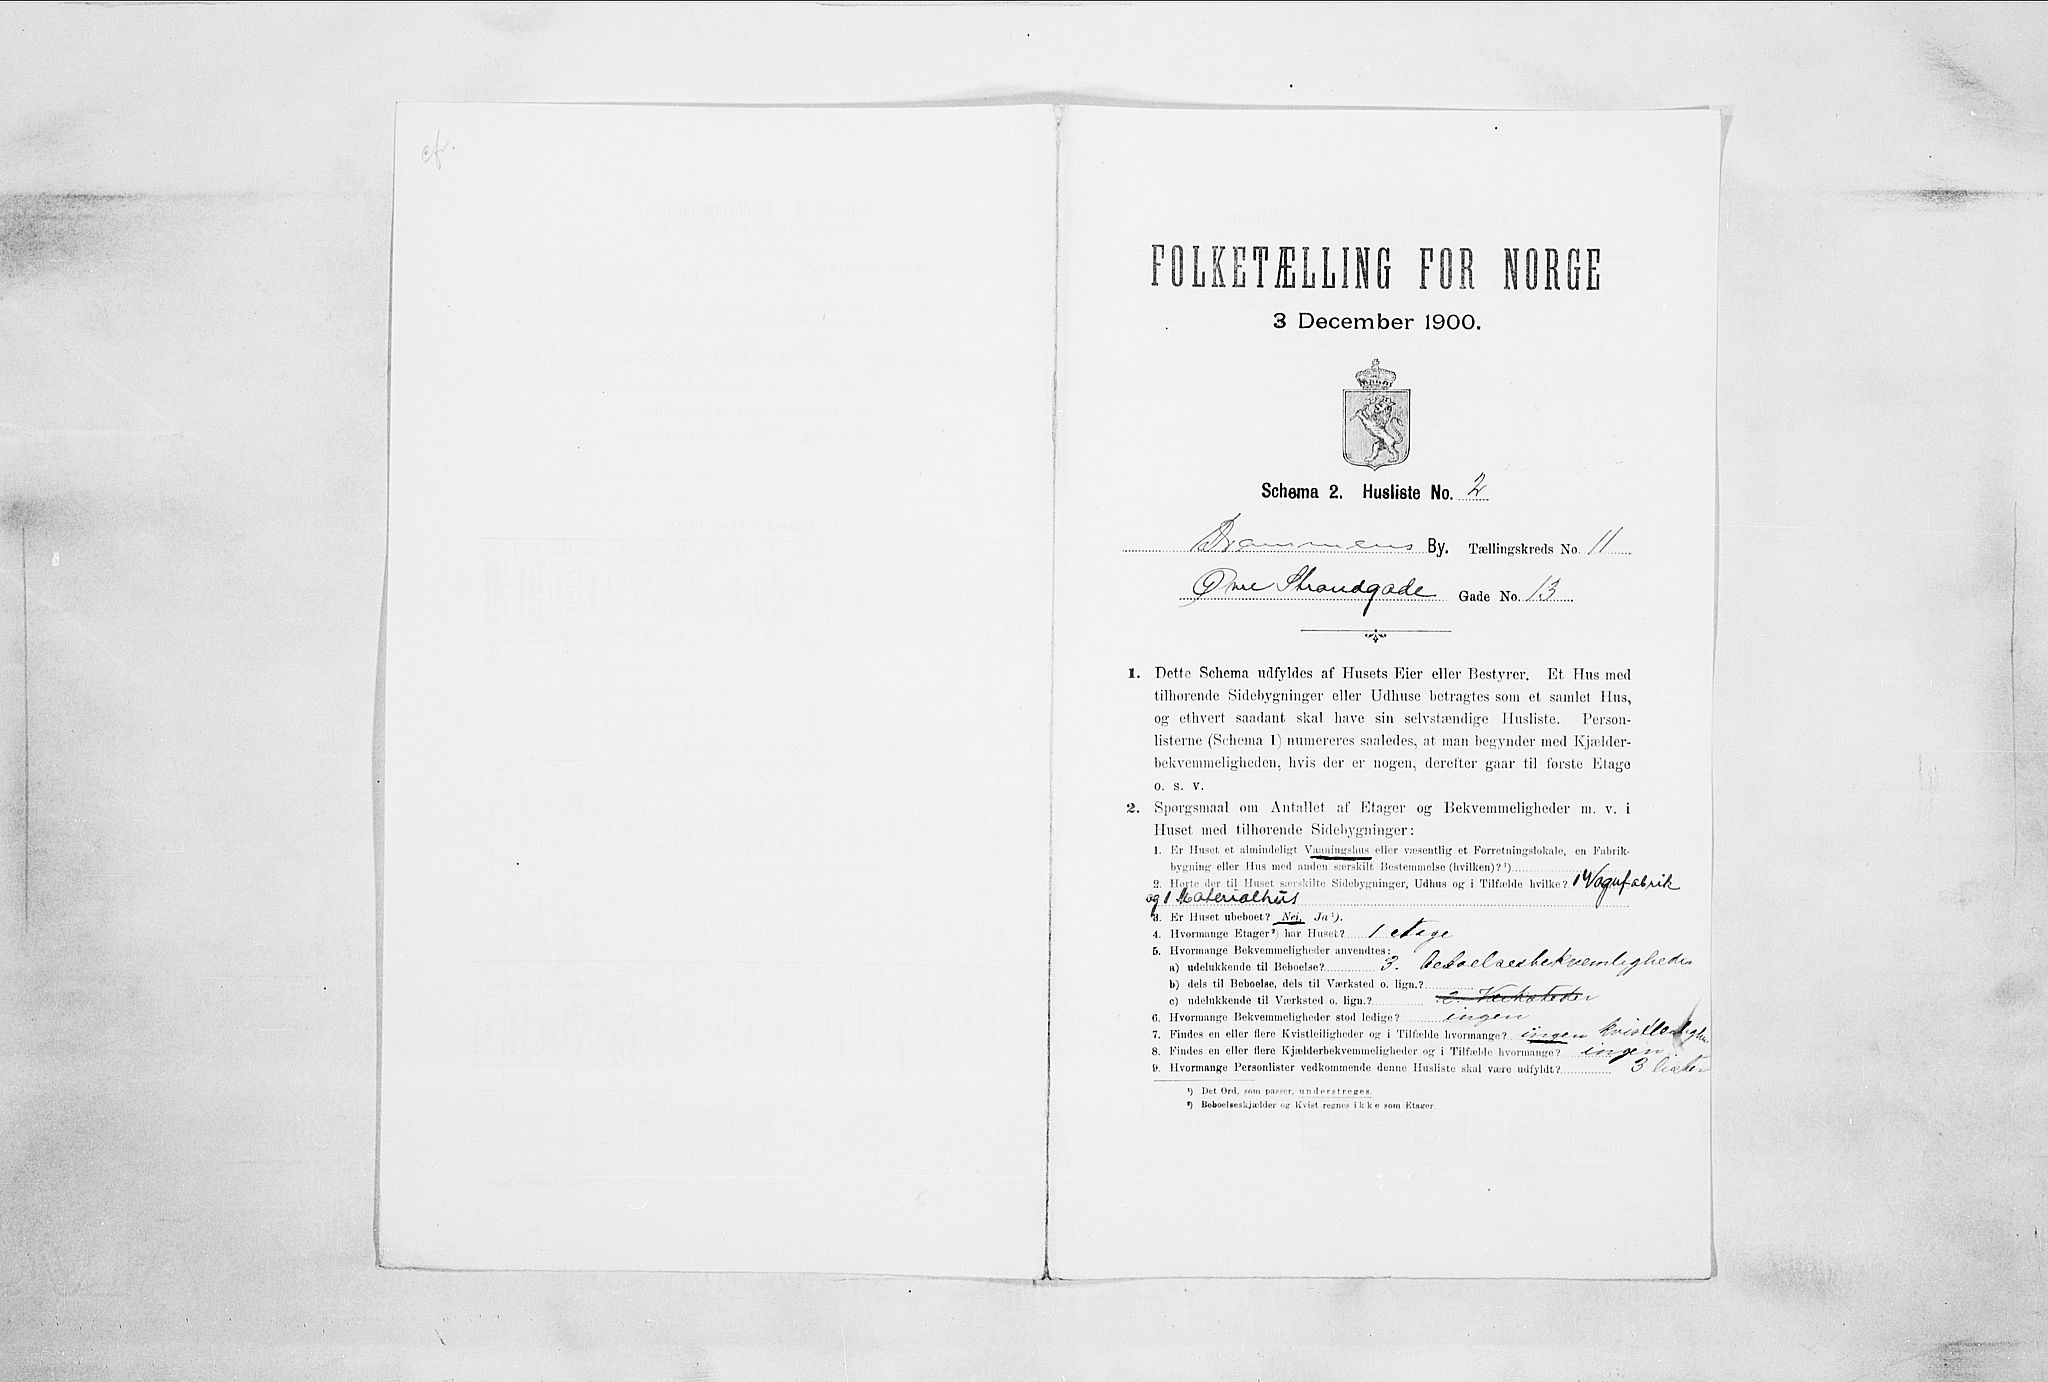 cfr.
FOLKETÆLLING FOR NORGE
3 December 1900.
Schema 2. Husliste No. 2
Drammens By. Tællingskreds No. 11
Øvre Strandgade Gade No. 13
1. Dette Schema udfyldes af Husets Eier eller Bestyrer. Et Hus med
tilhørende Sidebygninger eller Udhuse betragtes som et samlet Hus,
og ethvert saadant skal have sin selvstændige Husliste. Person-
listerne (Schema 1) numereres saaledes, at man begynder med Kjælder-
bekvemmeligheden, hvis der er nogen, derefter gaar til første Etage
o. s. v.
2. Spørgsmaal om Antallet af Etager og Bekvemmeligheder m. v. i
Huset med tilhørende Sidebygninger:
1. Er Huset et almindeligt Vaaningshus eller væsentlig et Forretningslokale, en Fabrik-
bygning eller Hus med anden særskilt Bestemmelse (hvilken)? ¹)
2. Hørte der til Huset særskilte Sidebygninger, Udhus og i Tilfælde hvilke? 1 Vognfabrik
og 1 Materialhus
3. Er Huset ubeboet? Nei, Ja ¹).
4. Hvormange Etager ²) har Huset? 1 etage
5. Hvormange Bekvemmeligheder anvendtes:
a) udelukkende til Beboelse? 3. beboelsesbekvemligheder
b) dels til Beboelse, dels til Værksted o. lign.?
c) udelukkende til Værksted o. lign.? 2. Verksteder
6. Hvormange Bekvemmeligheder stod ledige? ingen
7. Findes en eller flere Kvistleiligheder og i Tilfælde hvormange? ingen
8. Findes en eller flere Kjælderbekvemmeligheder og i Tilfælde hvormange? ingen
9. Hvormange Personlister vedkommende denne Husliste skal være udfyldt? 3 lister
¹) Det Ord, som passer, understreges.
²) Beboelseskjælder og Kvist regnes ikke som Etager.